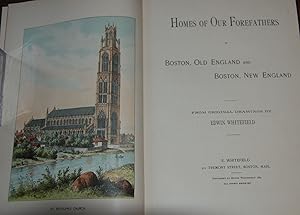 Homes of Our Forefathers
IN
Boston, Old England and
Boston, New England
FROM ORIGINAL DRAWINGS BY
EDWIN WHITEFIELD
E. WHITEFIELD
TREMONT STREET, BOSTON, MASS.
ST. BOTOLPH'S CHURCH